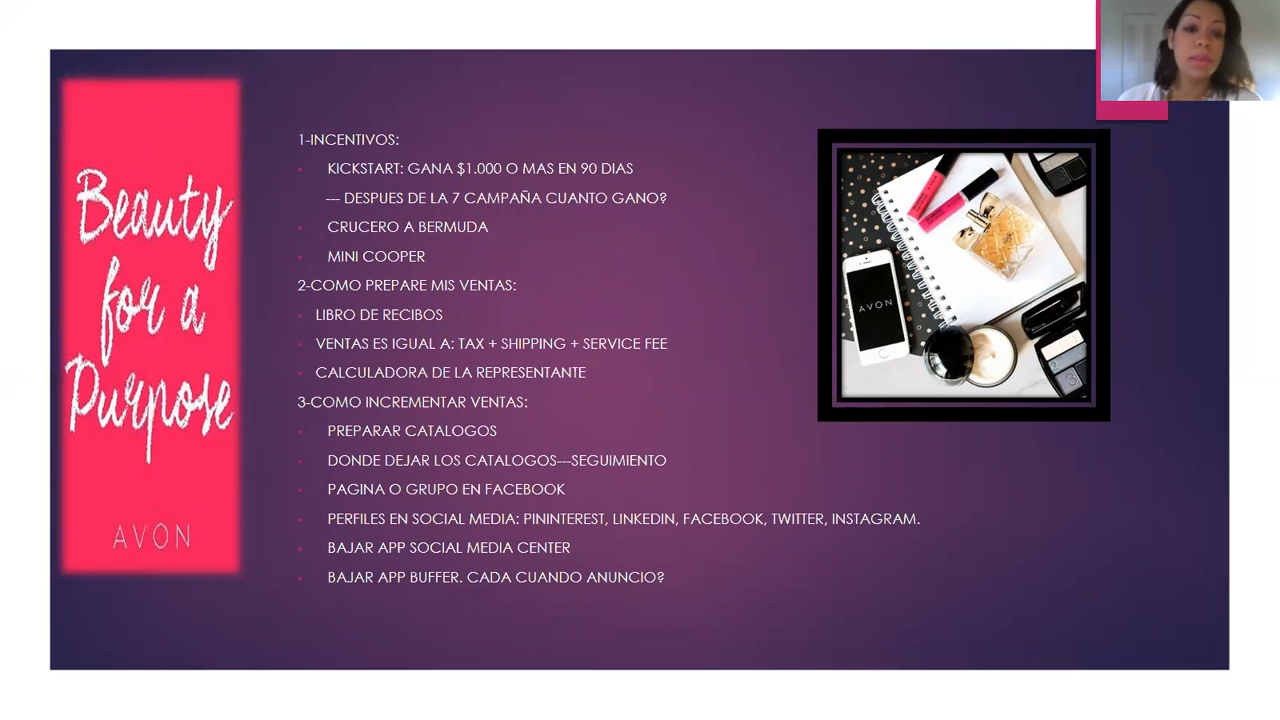 Beauty
for a
Purpose
AVON
1-INCENTIVOS:
KICKSTART: GANA $1.000 O MAS EN 90 DIAS
--- DESPUES DE LA 7 CAMPAÑA CUANTO GANO?
CRUCERO A BERMUDA
MINI COOPER
2-COMO PREPARE MIS VENTAS:
LIBRO DE RECIBOS
VENTAS ES IGUAL A: TAX + SHIPPING + SERVICE FEE
CALCULADORA DE LA REPRESENTANTE
3-COMO INCREMENTAR VENTAS:
PREPARAR CATALOGOS
DONDE DEJAR LOS CATALOGOS---SEGUIMIENTO
PAGINA O GRUPO EN FACEBOOK
PERFILES EN SOCIAL MEDIA: PININTEREST, LINKEDIN, FACEBOOK, TWITTER, INSTAGRAM.
BAJAR APP SOCIAL MEDIA CENTER
BAJAR APP BUFFER. CADA CUANDO ANUNCIO?
AVON